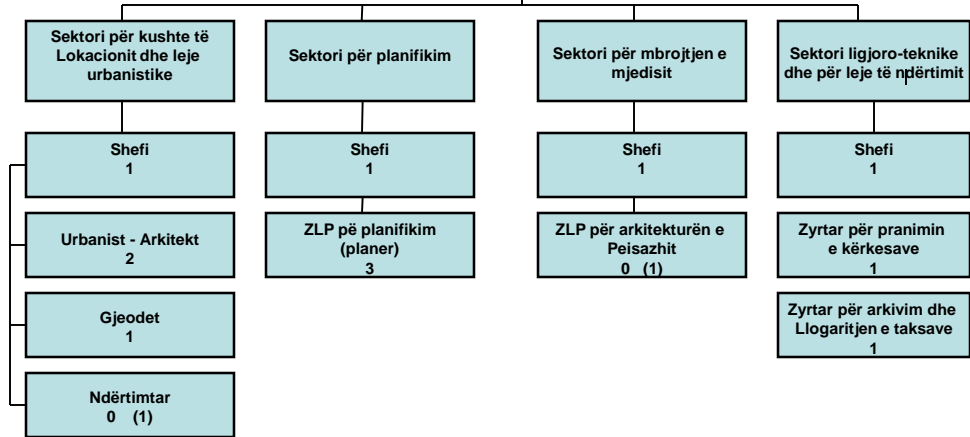 Sektori për kushte të
Lokacionit dhe leje
urbanistike
Shefi
1
Urbanist - Arkitekt
2
Gjeodet
1
Ndërtimtar
0 (1)
Sektori për planifikim
Shefi
1
ZLP pë planifikim
(planer)
3
Sektori për mbrojtjen e
mjedisit
Shefi
1
ZLP për arkitekturën e
Peisazhit
0 (1)
Sektori ligjoro-teknike
dhe për leje të ndërtimit
Shefi
1
Zyrtar për pranimin
e kërkesave
1
Zyrtar për arkivim dhe
Llogaritjen e taksave
1